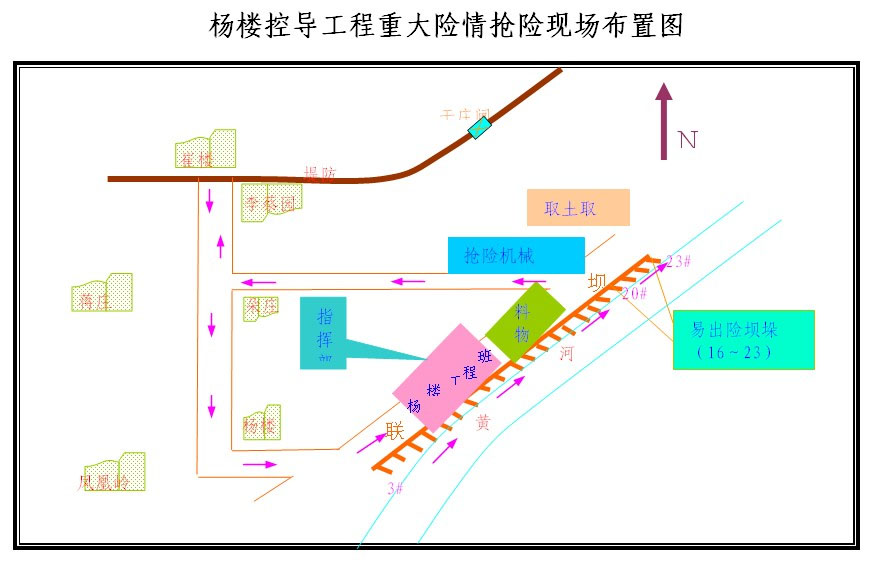 杨楼控导工程重大险情抢险现场布置图
于庄闸
N
崔楼
堤防
李菜园
取土取
抢险机械
23#
坝
20#
蒋庄
朵庄
指挥部
料物
易出险坝垛
（16～23）
河
杨楼工程班
杨楼
联
黄
凤凰岭
3#